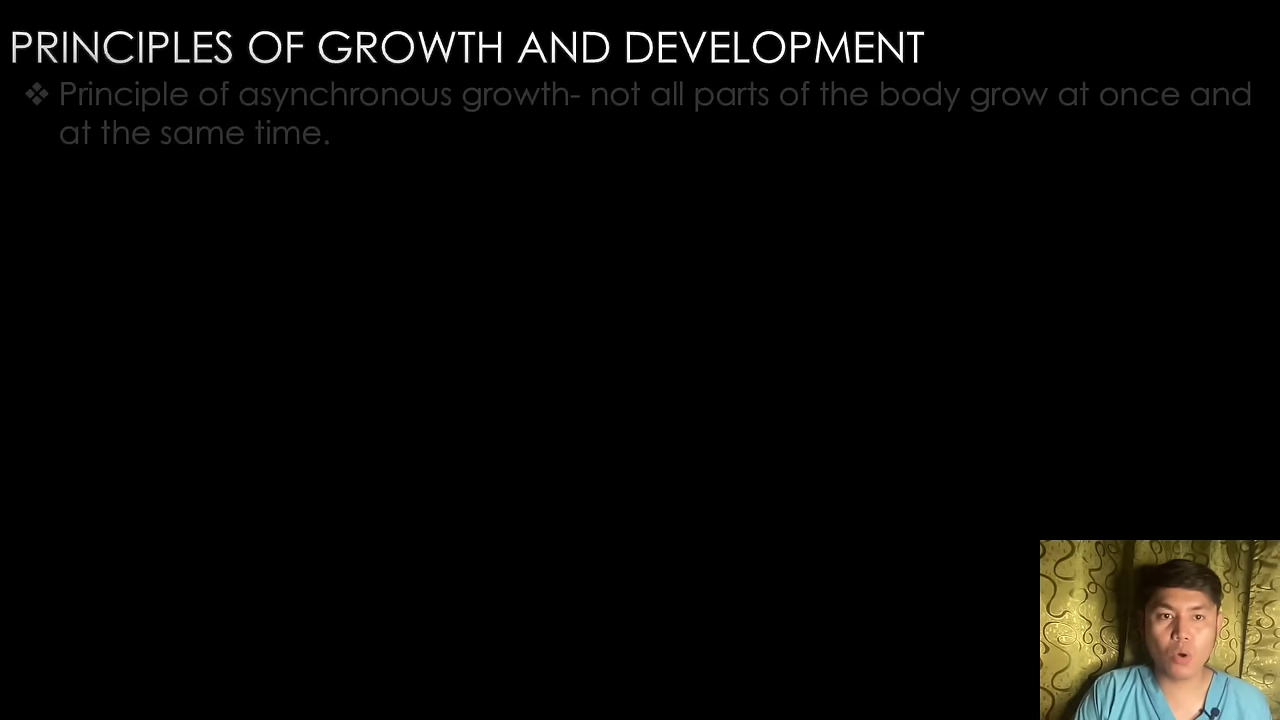 PRINCIPLES OF GROWTH AND DEVELOPMENT
❖ Principle of asynchronous growth- not all parts of the body grow at once and
at the same time.